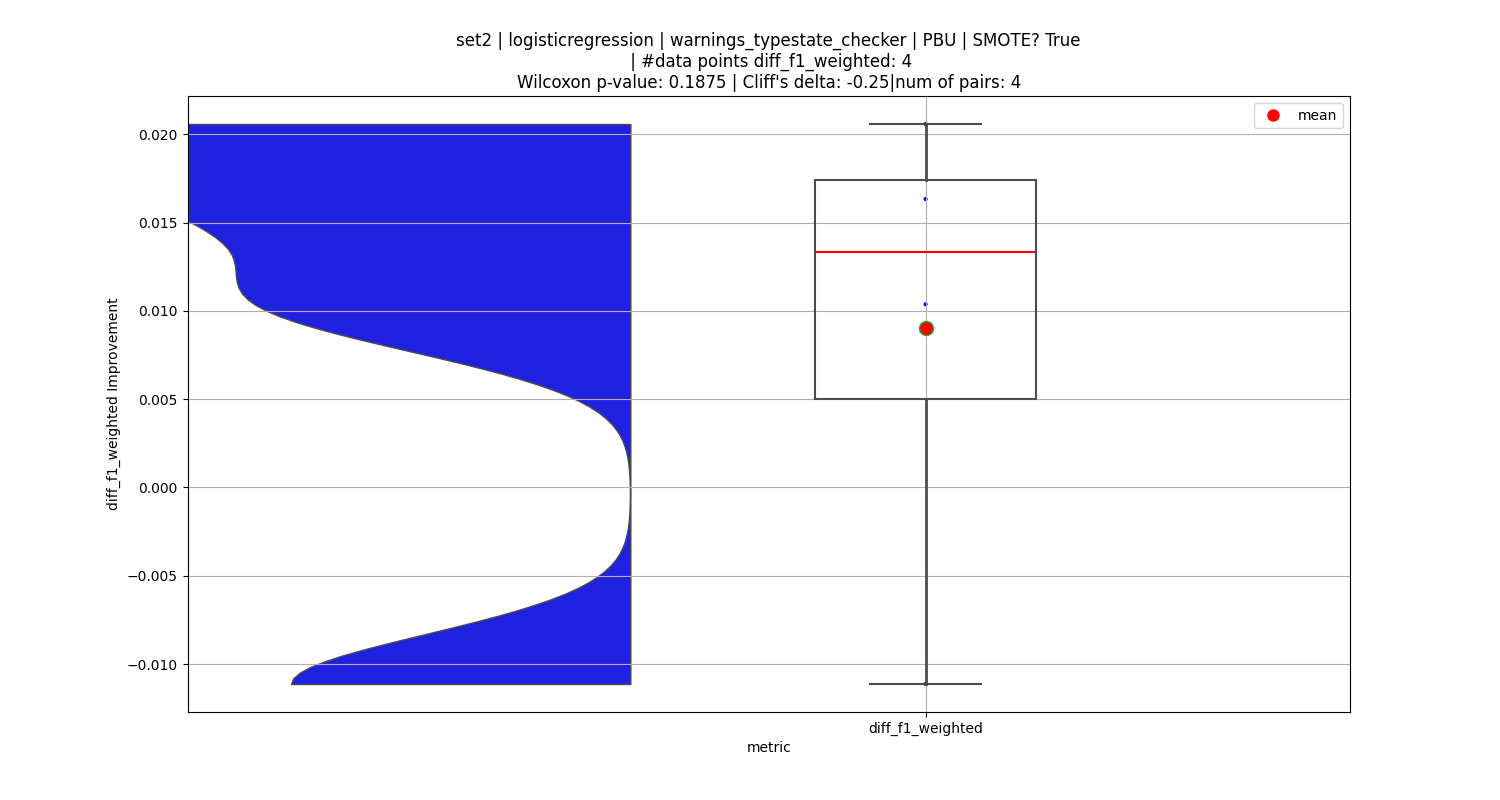 set2 | logisticregression | warnings_typestate_checker | PBU | SMOTE? True
| #data points diff_f1_weighted: 4
Wilcoxon p-value: 0.1875 | Cliff's delta: -0.25|num of pairs: 4
mean
0.020
0.015
0.010
0.005
0.000
−0.005
−0.010
diff_f1_weighted Improvement
diff_f1_weighted
metric